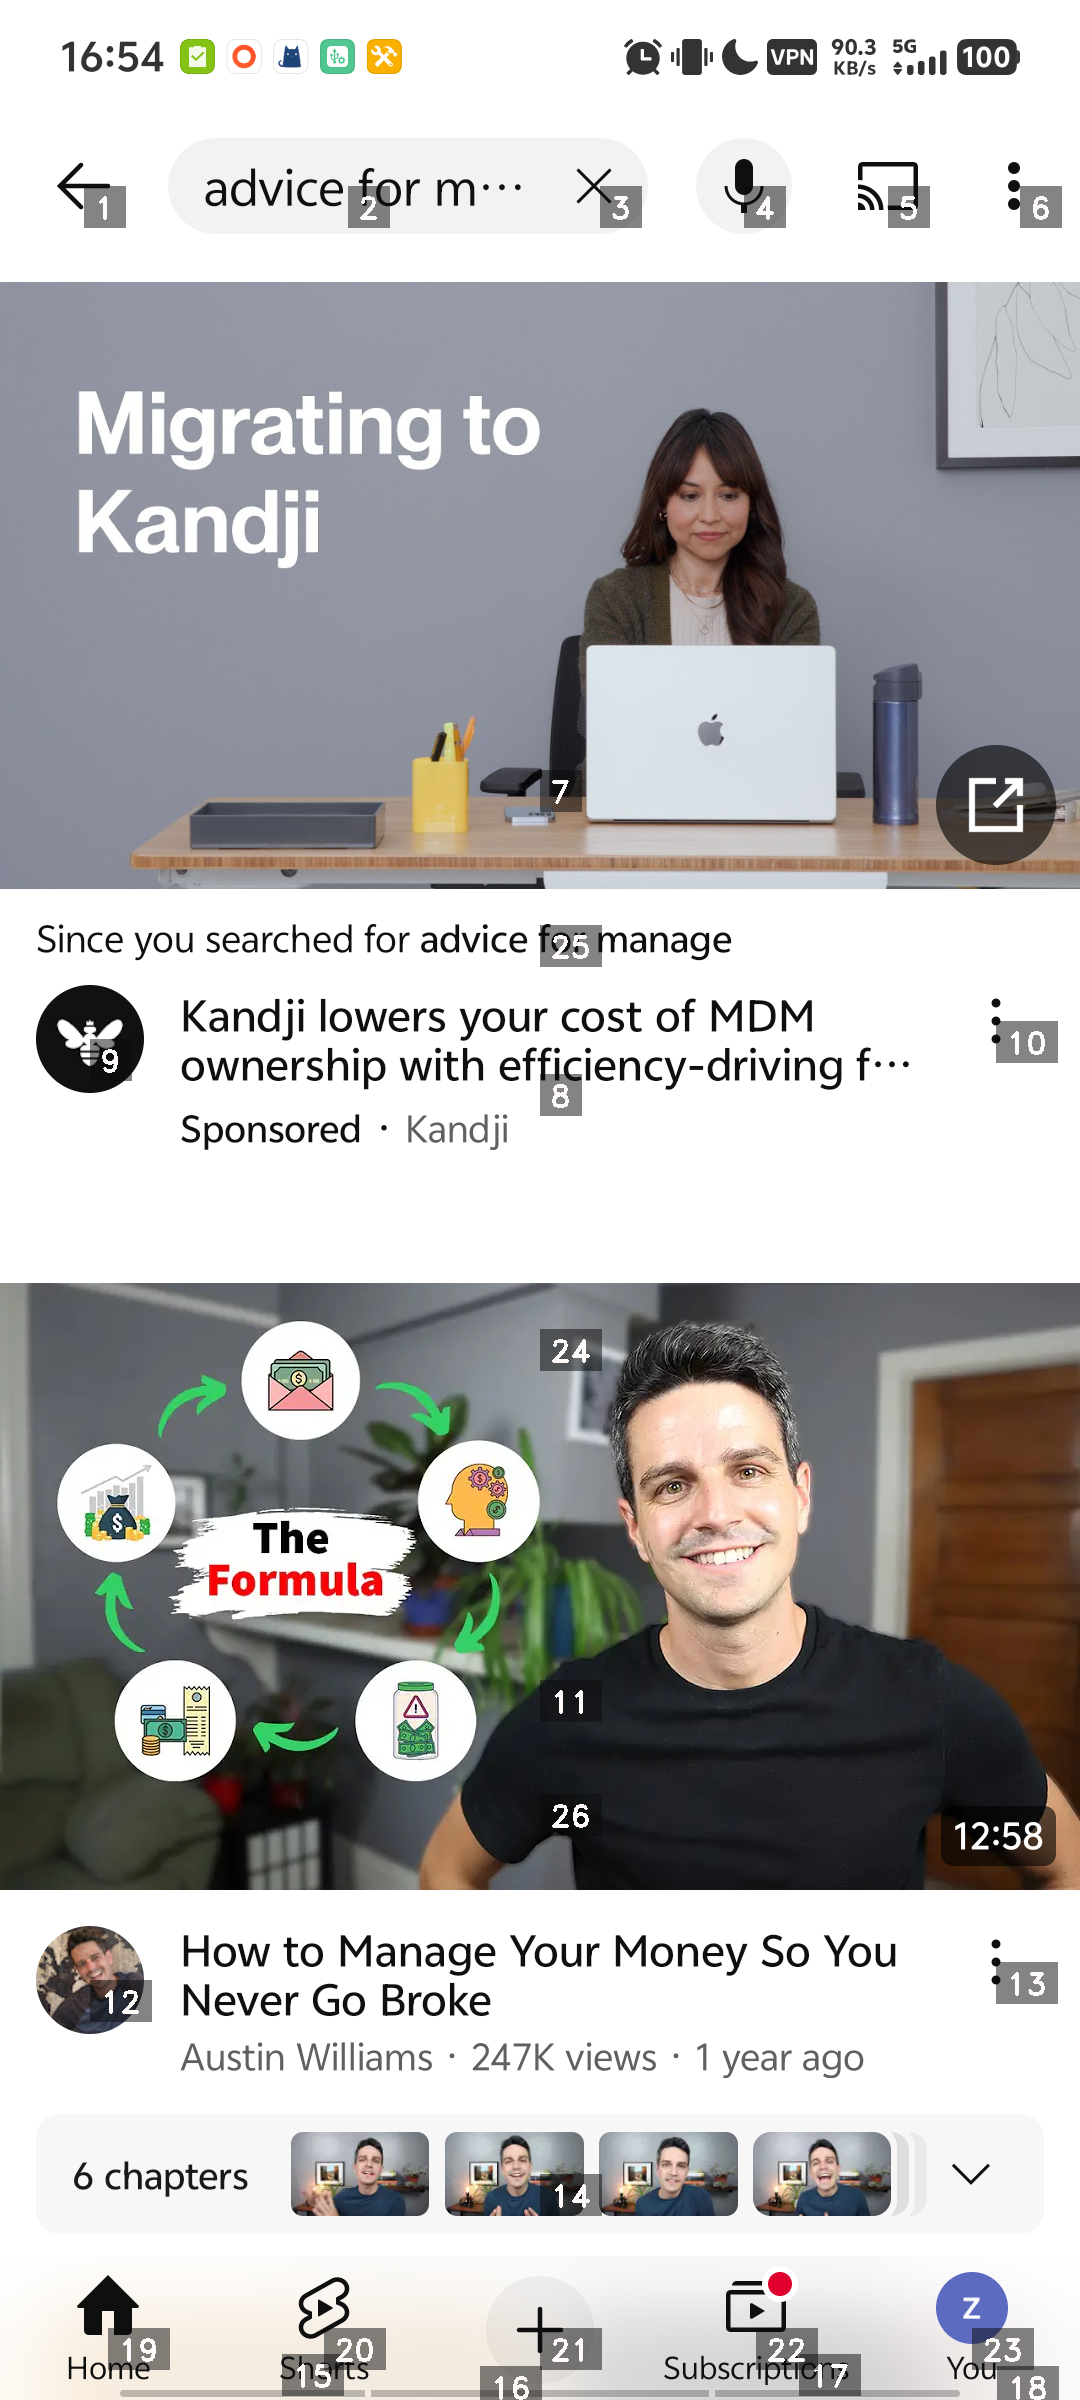 16:54
VPN
90.3
KB/s
5G
100
advice for m...
1
2
3
4
5
6
Migrating to
Kandji
7
Since you searched for advice for manage
25
Kandji lowers your cost of MDM
ownership with efficiency-driving f...
9
10
8
Sponsored · Kandji
24
The
Formula
11
26
12:58
How to Manage Your Money So You
Never Go Broke
12
13
Austin Williams · 247K views · 1 year ago
6 chapters
14
Z
19
20
21
22
23
Home
Shorts
Subscriptions
You
15
16
17
18